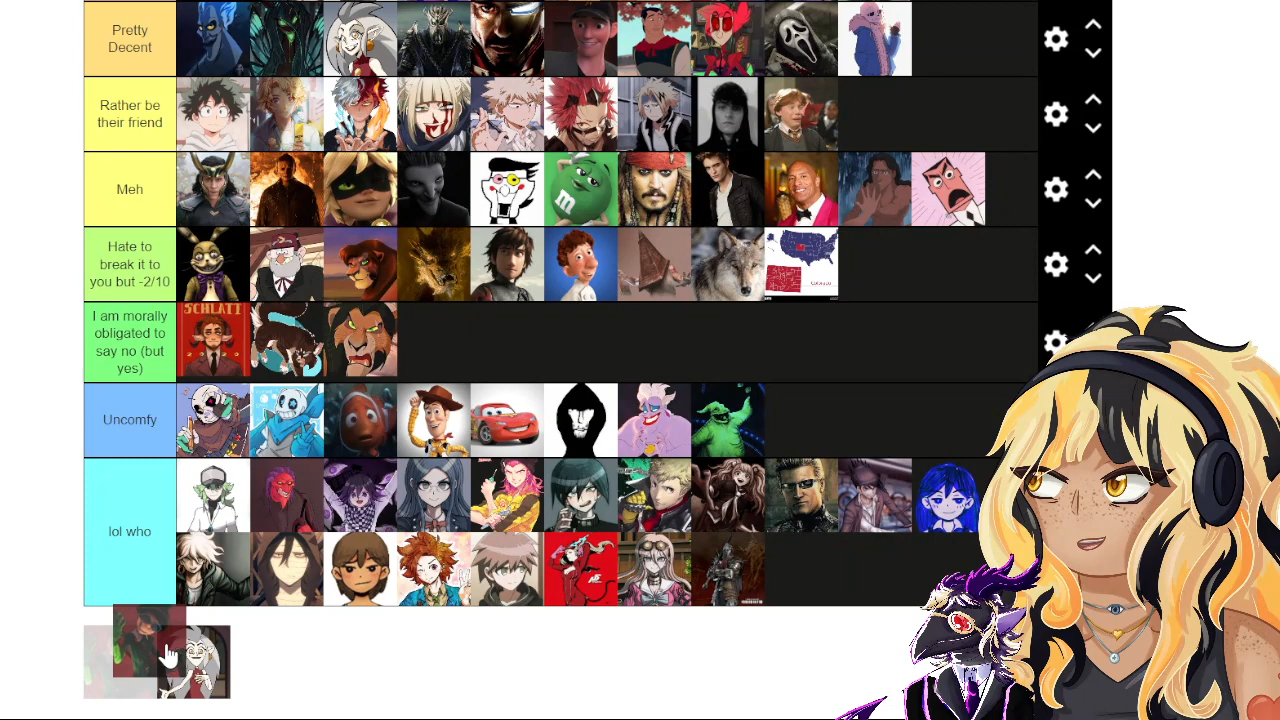 Pretty
Decent
Rather be
their friend
Meh
m
Hate to
break it to
you but -2/10
I am morally
obligated to
say no (but
yes)
SCHLATT
Uncomfy
lol who